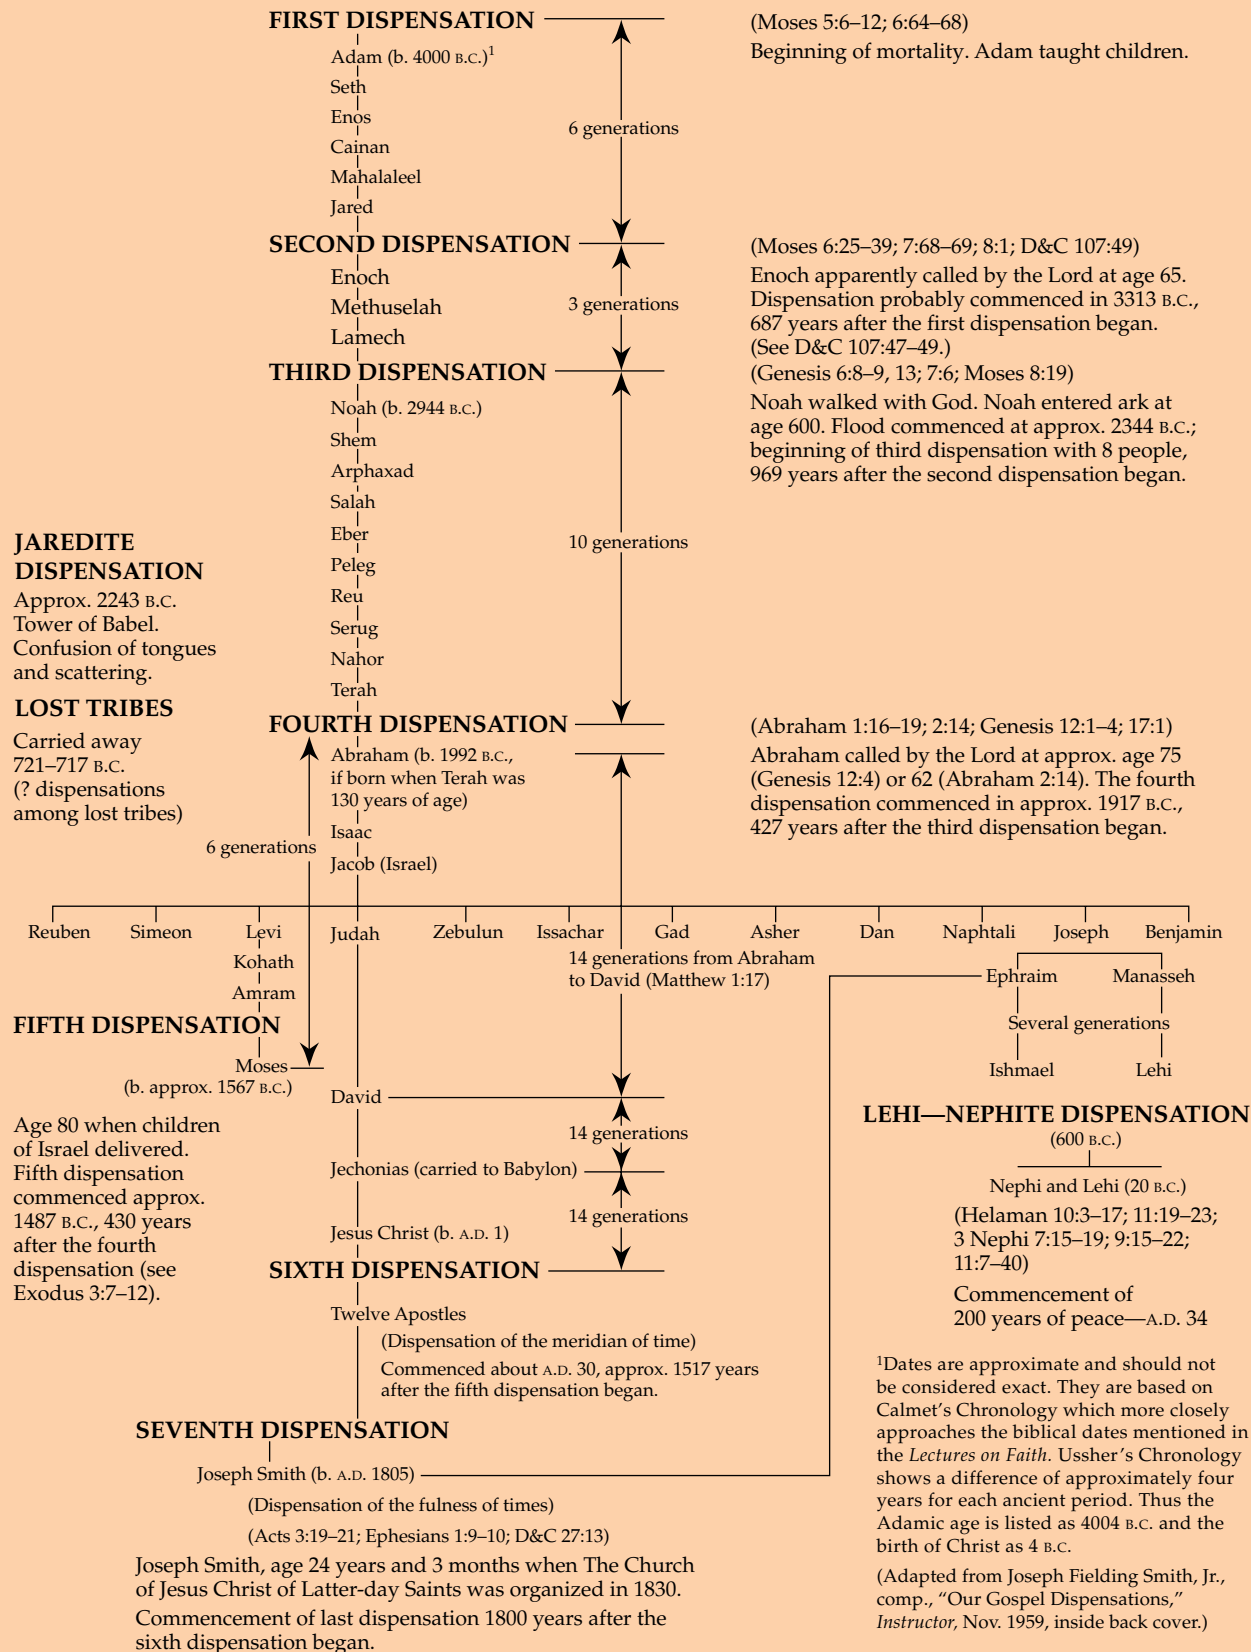 FIRST DISPENSATION
Adam (b. 4000 B.C.)¹
Seth
Enos
Cainan
Mahalaleel
Jared
6 generations
(Moses 5:6–12; 6:64–68)
Beginning of mortality. Adam taught children.
SECOND DISPENSATION
Enoch
Methuselah
Lamech
3 generations
(Moses 6:25–39; 7:68–69; 8:1; D&C 107:49)
Enoch apparently called by the Lord at age 65.
Dispensation probably commenced in 3313 B.C.,
687 years after the first dispensation began.
(See D&C 107:47–49.)
THIRD DISPENSATION
Noah (b. 2944 B.C.)
Shem
Arphaxad
Salah
Eber
Peleg
Reu
Serug
Nahor
Terah
10 generations
(Genesis 6:8–9, 13; 7:6; Moses 8:19)
Noah walked with God. Noah entered ark at
age 600. Flood commenced at approx. 2344 B.C.;
beginning of third dispensation with 8 people,
969 years after the second dispensation began.
JAREDITE
DISPENSATION
Approx. 2243 B.C.
Tower of Babel.
Confusion of tongues
and scattering.
LOST TRIBES
Carried away
721–717 B.C.
(? dispensations
among lost tribes)
FOURTH DISPENSATION
Abraham (b. 1992 B.C.,
if born when Terah was
130 years of age)
Isaac
Jacob (Israel)
6 generations
(Abraham 1:16–19; 2:14; Genesis 12:1–4; 17:1)
Abraham called by the Lord at approx. age 75
(Genesis 12:4) or 62 (Abraham 2:14). The fourth
dispensation commenced in approx. 1917 B.C.,
427 years after the third dispensation began.
Reuben Simeon Levi Judah Zebulun Issachar Gad Asher Dan Naphtali Joseph Benjamin
Kohath
Amram
14 generations from Abraham
to David (Matthew 1:17)
Ephraim Manasseh
Several generations
Ishmael Lehi
FIFTH DISPENSATION
Moses
(b. approx. 1567 B.C.)
Age 80 when children
of Israel delivered.
Fifth dispensation
commenced approx.
1487 B.C., 430 years
after the fourth
dispensation (see
Exodus 3:7–12).
David
14 generations
Jechonias (carried to Babylon)
14 generations
Jesus Christ (b. A.D. 1)
LEHI—NEPHITE DISPENSATION
(600 B.C.)
Nephi and Lehi (20 B.C.)
(Helaman 10:3–17; 11:19–23;
3 Nephi 7:15–19; 9:15–22;
11:7–40)
Commencement of
200 years of peace—A.D. 34
SIXTH DISPENSATION
Twelve Apostles
(Dispensation of the meridian of time)
Commenced about A.D. 30, approx. 1517 years
after the fifth dispensation began.
SEVENTH DISPENSATION
Joseph Smith (b. A.D. 1805)
(Dispensation of the fulness of times)
(Acts 3:19–21; Ephesians 1:9–10; D&C 27:13)
Joseph Smith, age 24 years and 3 months when The Church
of Jesus Christ of Latter-day Saints was organized in 1830.
Commencement of last dispensation 1800 years after the
sixth dispensation began.
¹Dates are approximate and should not
be considered exact. They are based on
Calmet's Chronology which more closely
approaches the biblical dates mentioned in
the Lectures on Faith. Ussher's Chronology
shows a difference of approximately four
years for each ancient period. Thus the
Adamic age is listed as 4004 B.C. and the
birth of Christ as 4 B.C.
(Adapted from Joseph Fielding Smith, Jr.,
comp., "Our Gospel Dispensations,"
Instructor, Nov. 1959, inside back cover.)